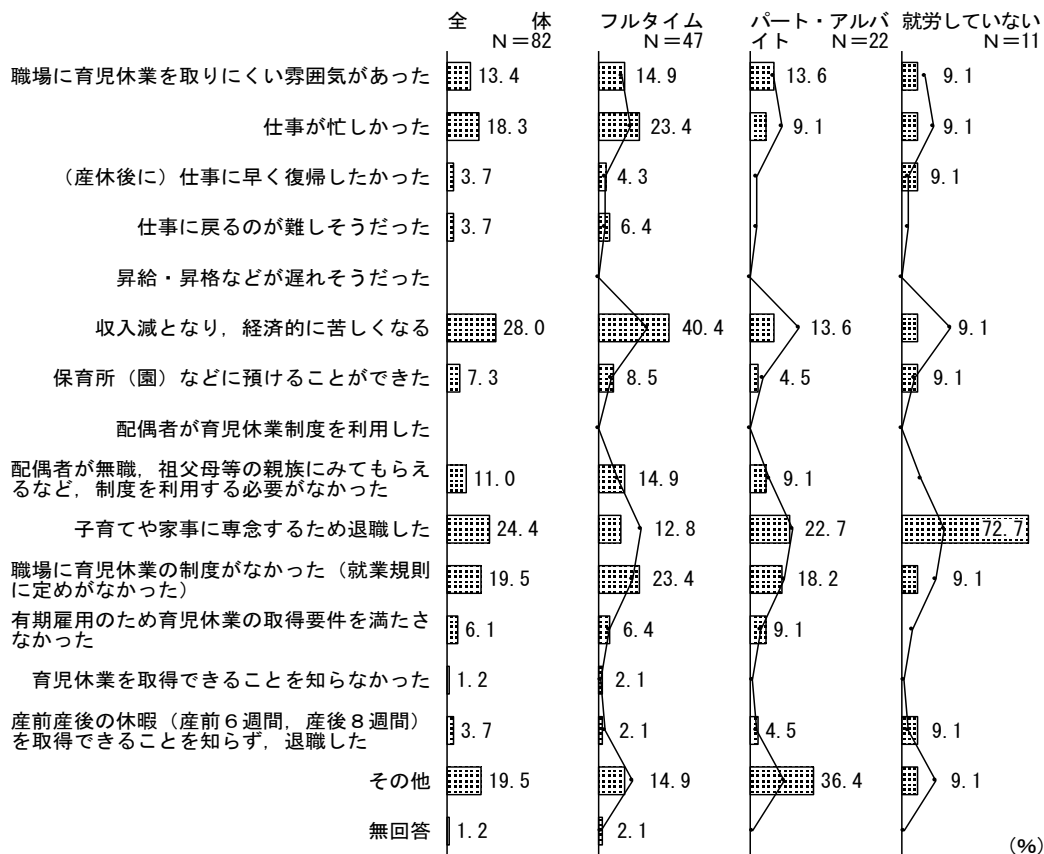 全　　体
Ｎ＝82
フルタイム
Ｎ＝47
パート・アルバ
イト　Ｎ＝22
就労していない
Ｎ＝11
職場に育児休業を取りにくい雰囲気があった 13.4 14.9 13.6 9.1
仕事が忙しかった 18.3 23.4 9.1 9.1
（産休後に）仕事に早く復帰したかった 3.7 4.3 9.1
仕事に戻るのが難しそうだった 3.7 6.4
昇給・昇格などが遅れそうだった
収入減となり，経済的に苦しくなる 28.0 40.4 13.6 9.1
保育所（園）などに預けることができた 7.3 8.5 4.5 9.1
配偶者が育児休業制度を利用した
配偶者が無職，祖父母等の親族にみてもらえ
るなど，制度を利用する必要がなかった 11.0 14.9 9.1
子育てや家事に専念するため退職した 24.4 12.8 22.7 72.7
職場に育児休業の制度がなかった（就業規則
に定めがなかった） 19.5 23.4 18.2 9.1
有期雇用のため育児休業の取得要件を満たさ
なかった 6.1 6.4 9.1
育児休業を取得できることを知らなかった 1.2 2.1
産前産後の休暇（産前６週間，産後８週間）
を取得できることを知らず，退職した 3.7 2.1 4.5 9.1
その他 19.5 14.9 36.4 9.1
無回答 1.2 2.1
(％)